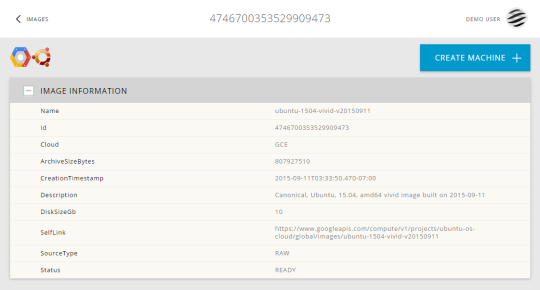 IMAGES 4746700353529909473 DEMO USER
CREATE MACHINE +
IMAGE INFORMATION
Name ubuntu-1504-vivid-v20150911
Id 4746700353529909473
Cloud GCE
ArchiveSizeBytes 807927510
CreationTimestamp 2015-09-11T03:33:50.470-07:00
Description Canonical, Ubuntu, 15.04, amd64 vivid image built on 2015-09-11
DiskSizeGb 10
SelfLink https://www.googleapis.com/compute/v1/projects/ubuntu-os-
cloud/global/images/ubuntu-1504-vivid-v20150911
SourceType RAW
Status READY